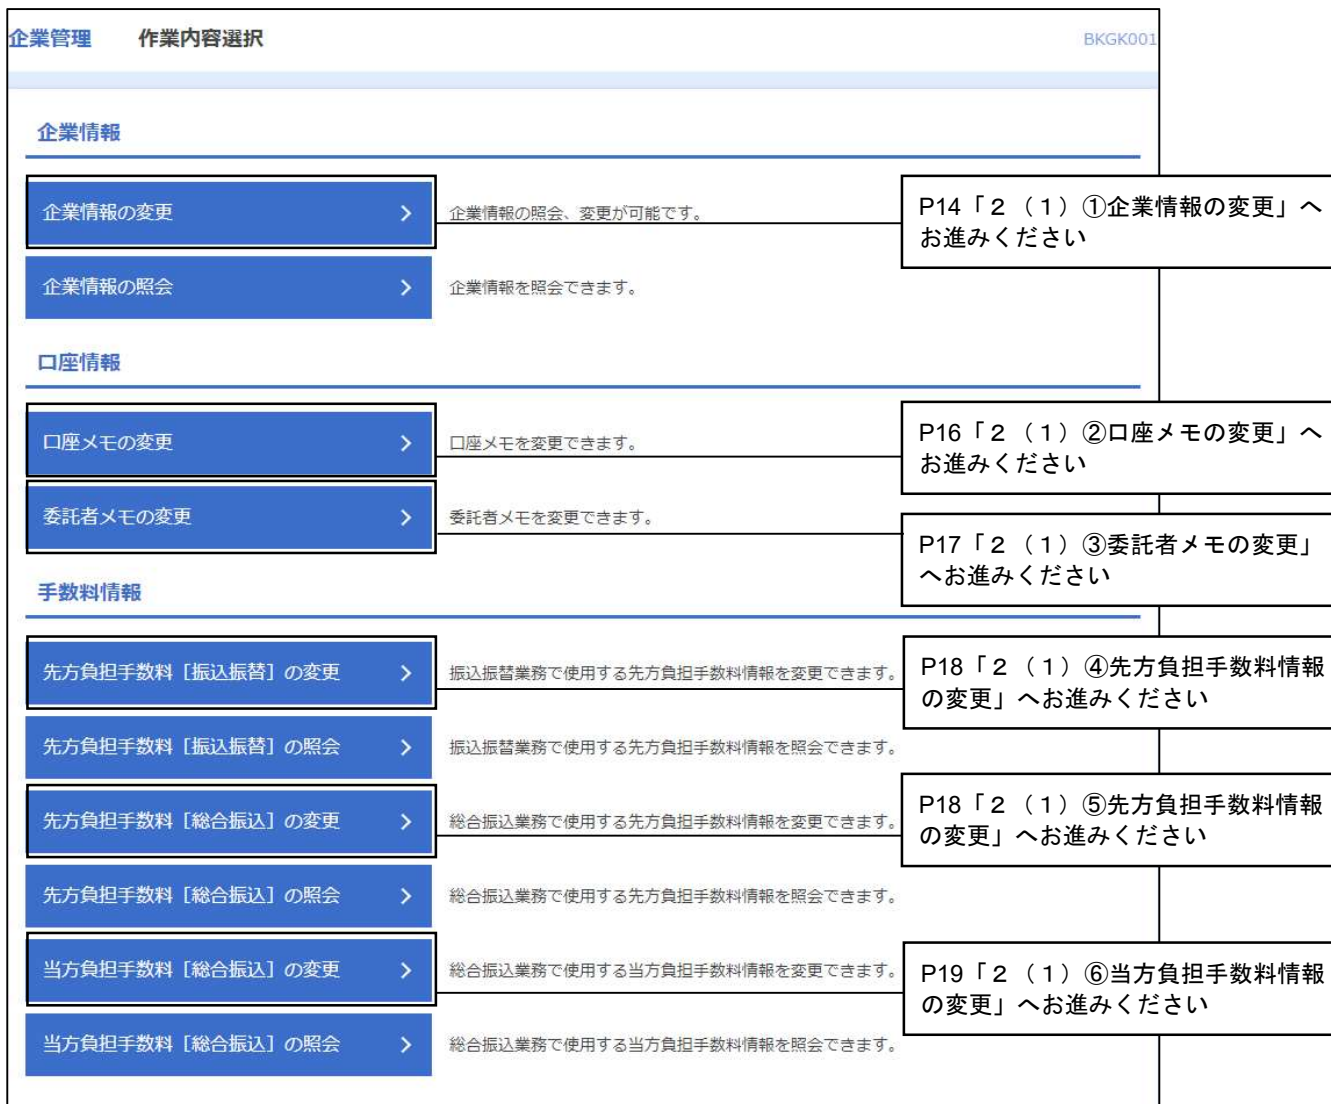 企業管理 作業内容選択 BKGK001
企業情報
企業情報の変更
企業情報の照会、変更が可能です。
P14「２（１）①企業情報の変更」へ
お進みください
企業情報の照会
企業情報を照会できます。
口座情報
口座メモの変更
口座メモを変更できます。
P16「２（１）②口座メモの変更」へ
お進みください
委託者メモの変更
委託者メモを変更できます。
P17「２（１）③委託者メモの変更」
へお進みください
手数料情報
先方負担手数料［振込振替］の変更
振込振替業務で使用する先方負担手数料情報を変更できます。
P18「２（１）④先方負担手数料情報
の変更」へお進みください
先方負担手数料［振込振替］の照会
振込振替業務で使用する先方負担手数料情報を照会できます。
先方負担手数料［総合振込］の変更
総合振込業務で使用する先方負担手数料情報を変更できます。
P18「２（１）⑤先方負担手数料情報
の変更」へお進みください
先方負担手数料［総合振込］の照会
総合振込業務で使用する先方負担手数料情報を照会できます。
当方負担手数料［総合振込］の変更
総合振込業務で使用する当方負担手数料情報を変更できます。
P19「２（１）⑥当方負担手数料情報
の変更」へお進みください
当方負担手数料［総合振込］の照会
総合振込業務で使用する当方負担手数料情報を照会できます。